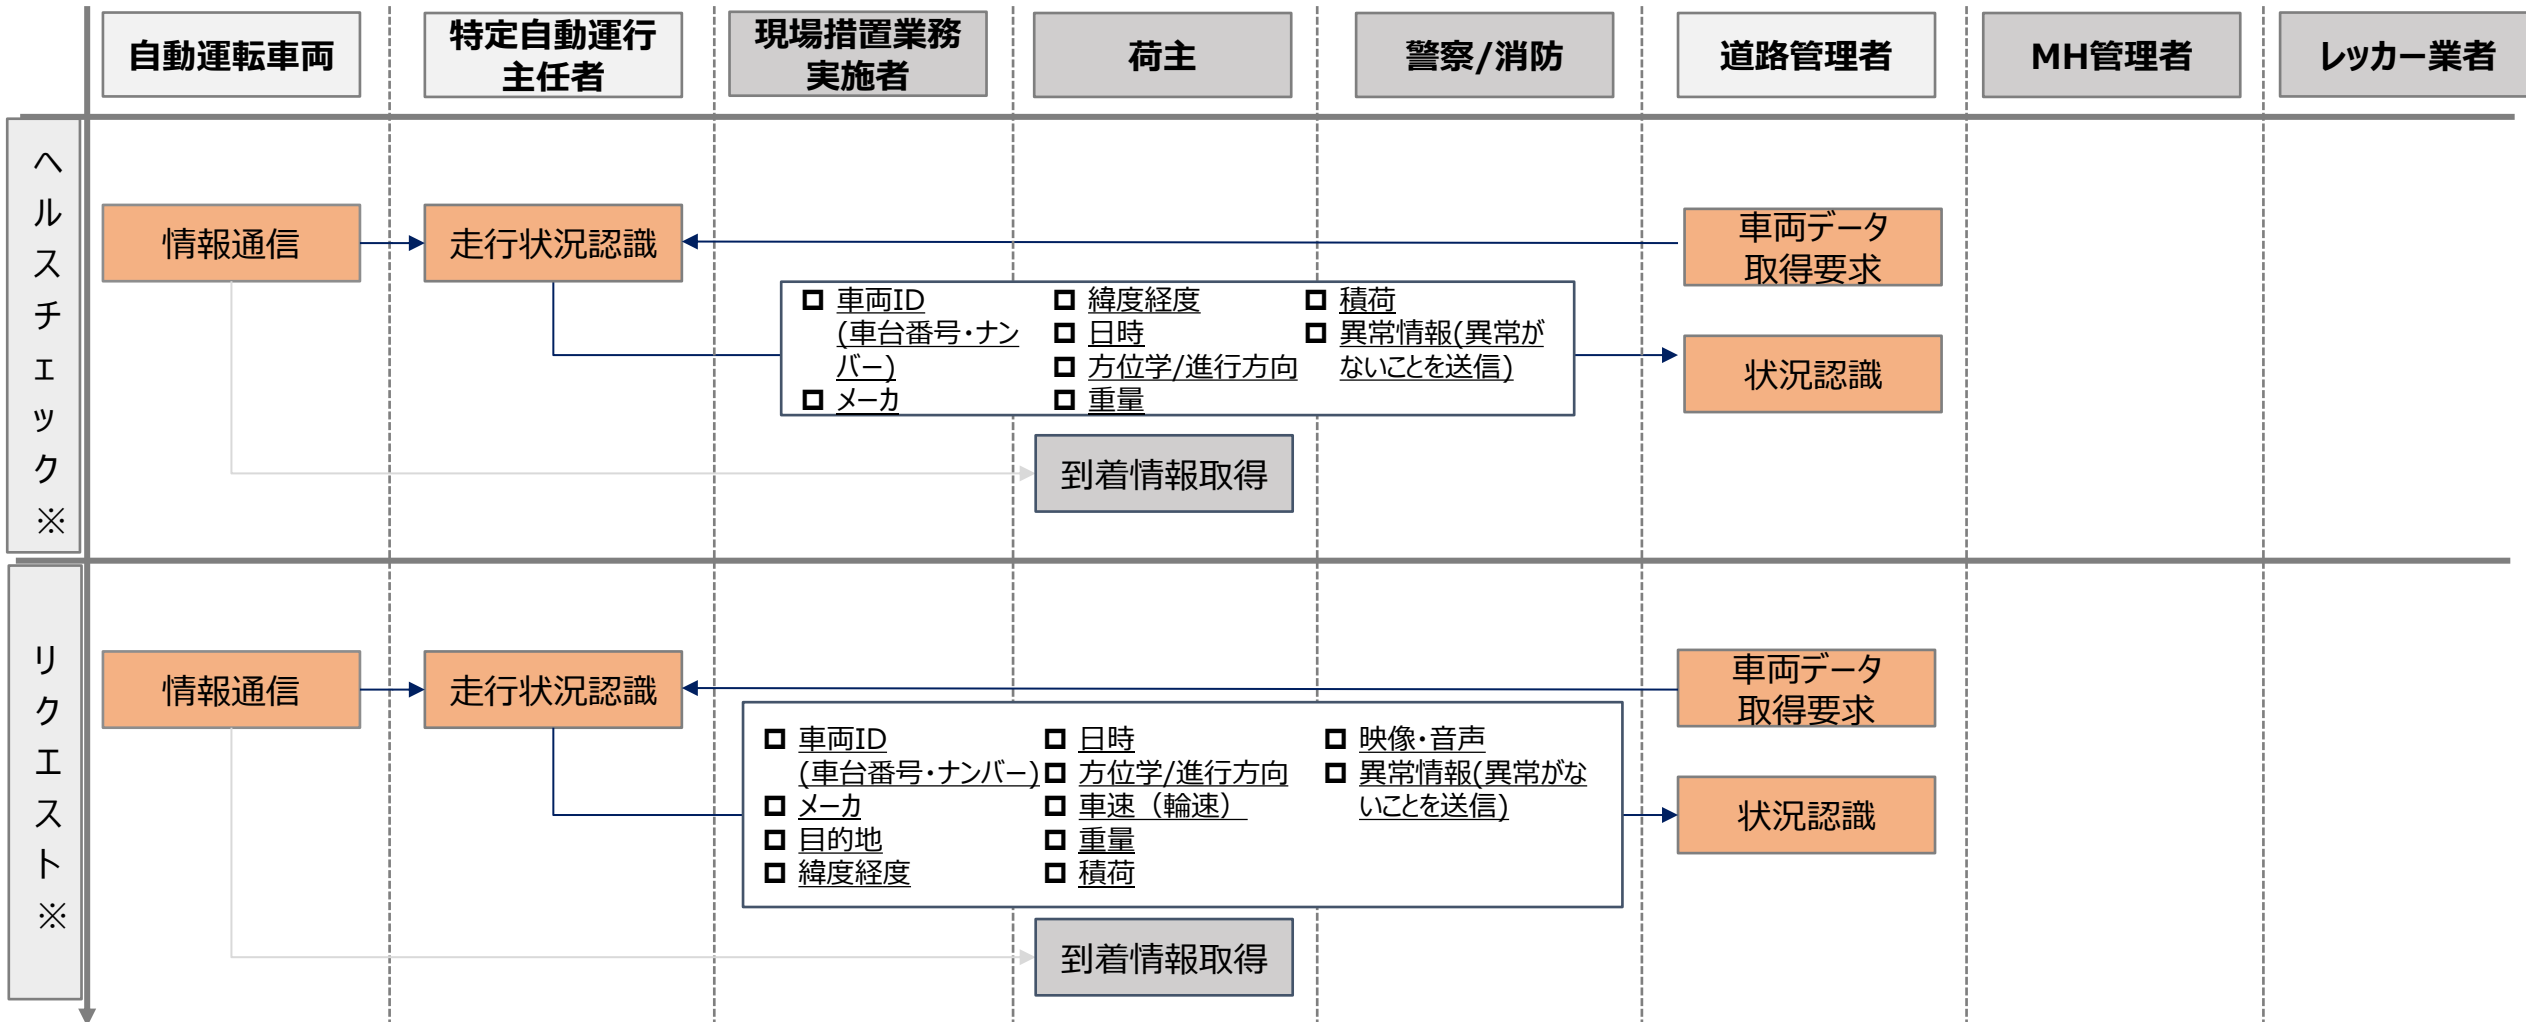 自動運転車両
特定自動運行
主任者
現場措置業務
実施者
荷主
警察/消防
道路管理者
MH管理者
レッカー業者
ヘルスチェック※
情報通信
走行状況認識
車両データ
取得要求
車両ID
(車台番号・ナン
バー)
メーカ
緯度経度
日時
方位学/進行方向
重量
積荷
異常情報(異常が
ないことを送信)
状況認識
到着情報取得
リクエスト※
情報通信
走行状況認識
車両データ
取得要求
車両ID
(車台番号・ナンバー)
メーカ
目的地
緯度経度
日時
方位学/進行方向
車速（輪速）
重量
積荷
映像・音声
異常情報(異常がな
いことを送信)
状況認識
到着情報取得